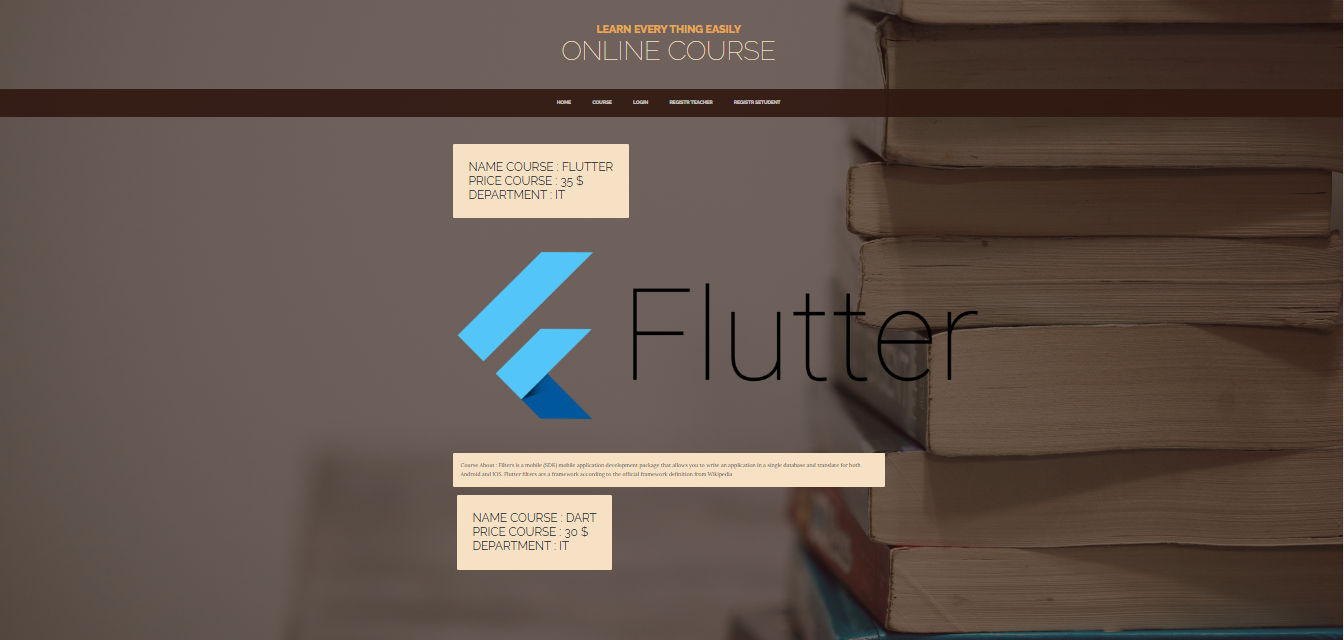 LEARN EVERYTHING EASILY
ONLINE COURSE
HOME COURSE LOGIN REGISTR TEACHER REGISTR SETUDENT
NAME COURSE : FLUTTER
PRICE COURSE : 35 $
DEPARTMENT : IT
Flutter
Course About : Filters is a mobile (SDK) mobile application development package that allows you to write an application in a single database and translate for both
Android and IOS. Flutter filters are a framework according to the official framework definition from Wikipedia
NAME COURSE : DART
PRICE COURSE : 30 $
DEPARTMENT : IT